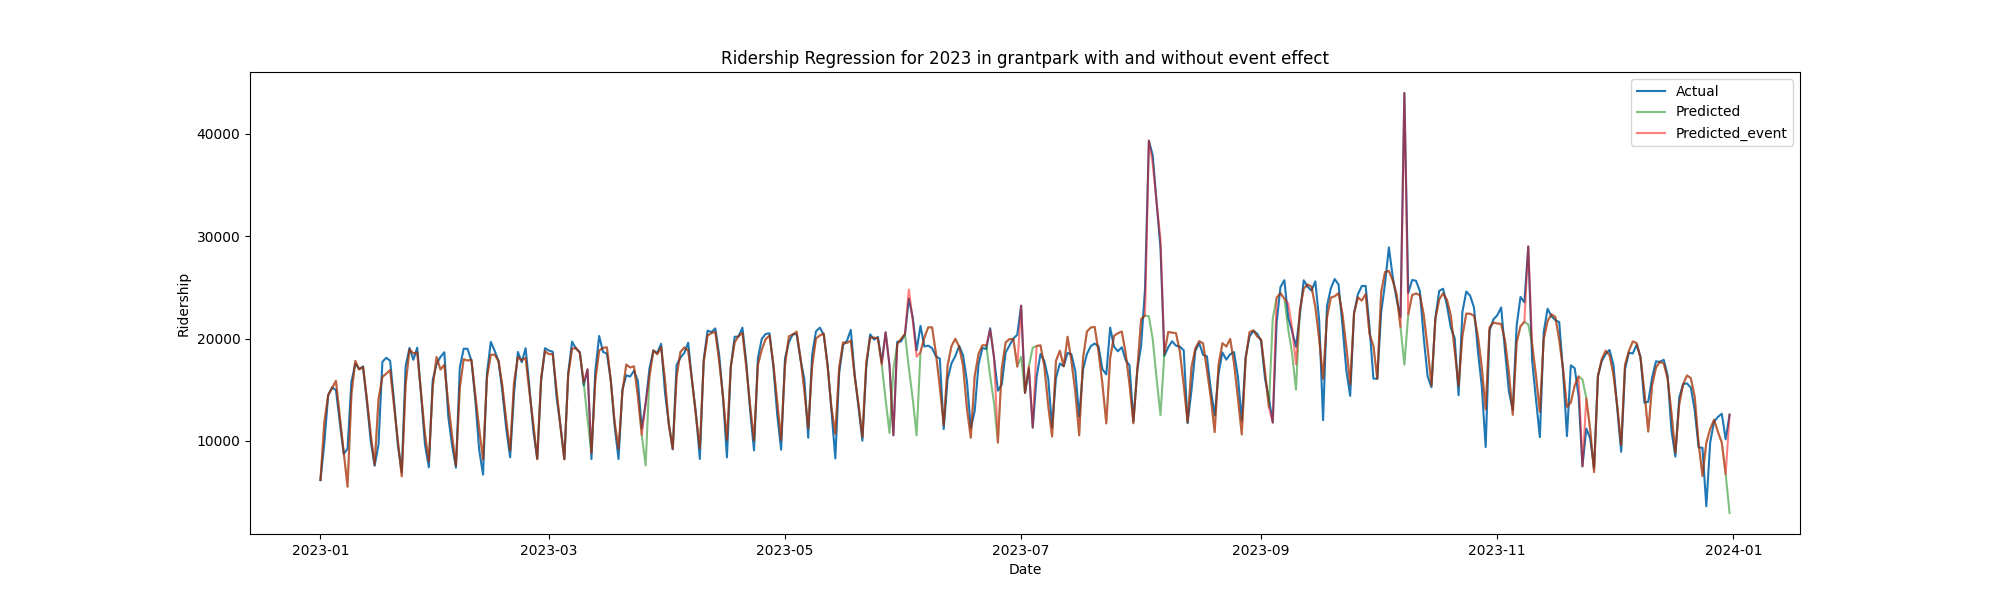 Ridership Regression for 2023 in grantpark with and without event effect
Actual
Predicted
Predicted_event
40000
30000
20000
10000
Ridership
2023-01
2023-03
2023-05
2023-07
2023-09
2023-11
2024-01
Date